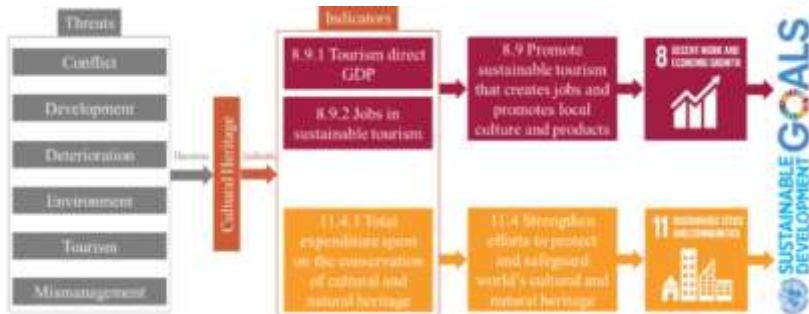 Threats
Conflict
Development
Deterioration
Environment
Tourism
Mismanagement
Cultural Heritage
Indicators
8.9.1 Tourism direct
GDP
8.9.2 Jobs in
sustainable tourism
11.4.1 Total
expenditure spent
on the conservation
of cultural and
natural heritage
8.9 Promote
sustainable tourism
that creates jobs and
promotes local
culture and products
11.4 Strengthen
efforts to protect
and safeguard
world's cultural and
natural heritage
8 DECENT WORK AND
ECONOMIC GROWTH
11 SUSTAINABLE CITIES
AND COMMUNITIES
SUSTAINABLE
DEVELOPMENT
GOALS